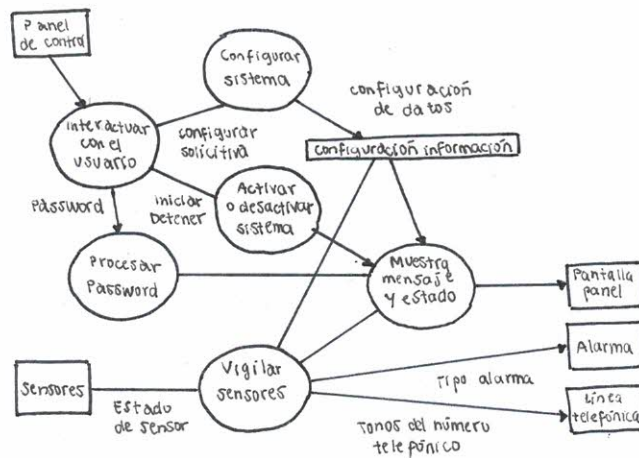 Panel
de control
Configurar
sistema
configuración
de datos
interactuar
con el
usuario
configurar
solicitiva
configuración información
Password
iniciar
Detener
Activar
o desactivar
sistema
Procesar
Password
Muestra
mensaje
y estado
Pantalla
panel
Alarma
Sensores
Vigilar
sensores
Tipo alarma
Línea
telefónica
Estado
de sensor
Tonos del número
telefónico